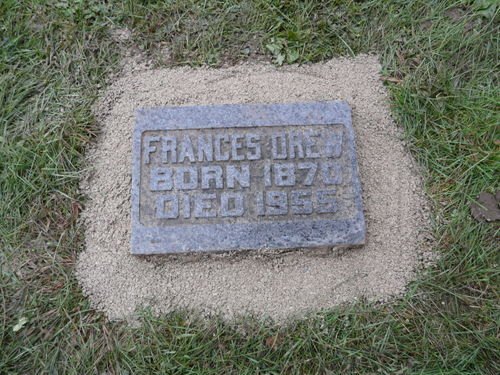 FRANCES DREW
BORN 1870
DIED 1955